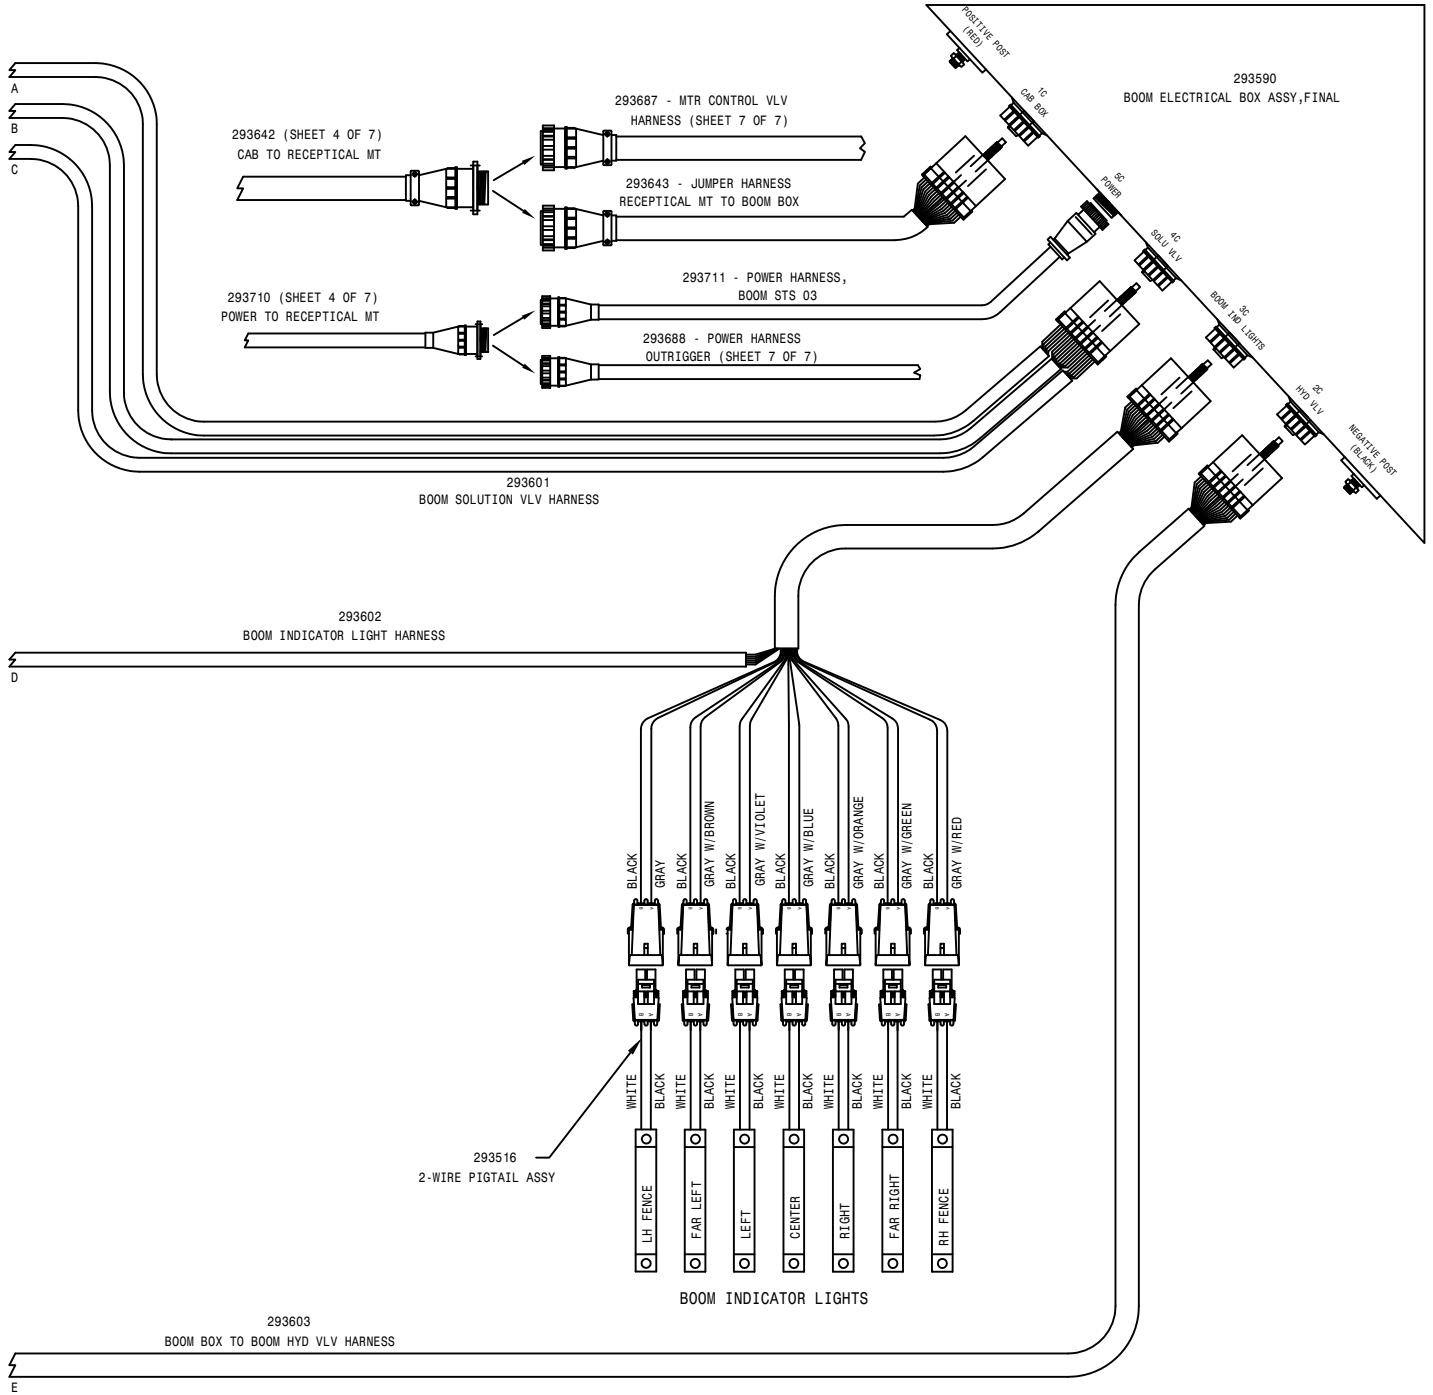 POSITIVE POST
(RED)
293590
BOOM ELECTRICAL BOX ASSY,FINAL
1C
CAB BOX
A
B
C
293642 (SHEET 4 OF 7)
CAB TO RECEPTICAL MT
293687 - MTR CONTROL VLV
HARNESS (SHEET 7 OF 7)
293643 - JUMPER HARNESS
RECEPTICAL MT TO BOOM BOX
5C
POWER
4C
SOLU VLV
293711 - POWER HARNESS,
BOOM STS 03
293710 (SHEET 4 OF 7)
POWER TO RECEPTICAL MT
293688 - POWER HARNESS
OUTRIGGER (SHEET 7 OF 7)
3C
BOOM IND LIGHTS
2C
HYD VLV
NEGATIVE POST
(BLACK)
293601
BOOM SOLUTION VLV HARNESS
293602
BOOM INDICATOR LIGHT HARNESS
D
BLACK
GRAY
BLACK
GRAY W/BROWN
BLACK
GRAY W/VIOLET
BLACK
GRAY W/BLUE
BLACK
GRAY W/ORANGE
BLACK
GRAY W/GREEN
BLACK
GRAY W/RED
B A
B A
B A
B A
B A
B A
B A
B A
B A
B A
B A
B A
B A
B A
WHITE
BLACK
WHITE
BLACK
WHITE
BLACK
WHITE
BLACK
WHITE
BLACK
WHITE
BLACK
WHITE
BLACK
293516
2-WIRE PIGTAIL ASSY
LH FENCE
FAR LEFT
LEFT
CENTER
RIGHT
FAR RIGHT
RH FENCE
BOOM INDICATOR LIGHTS
293603
BOOM BOX TO BOOM HYD VLV HARNESS
E